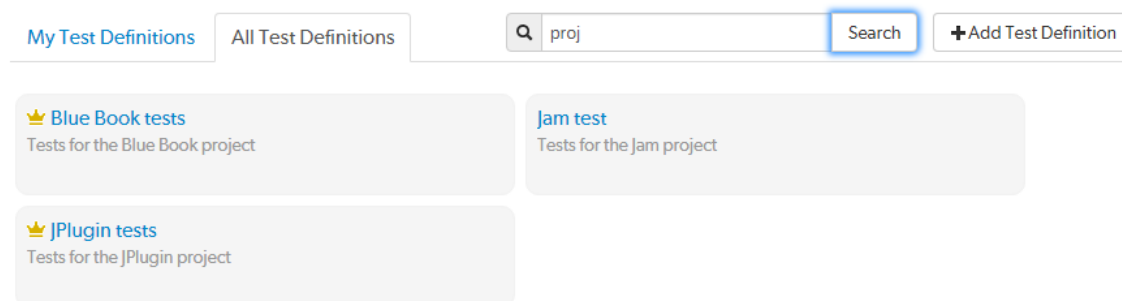 My Test Definitions
All Test Definitions
proj
Search
+Add Test Definition
Blue Book tests
Tests for the Blue Book project
Jam test
Tests for the Jam project
JPlugin tests
Tests for the JPlugin project